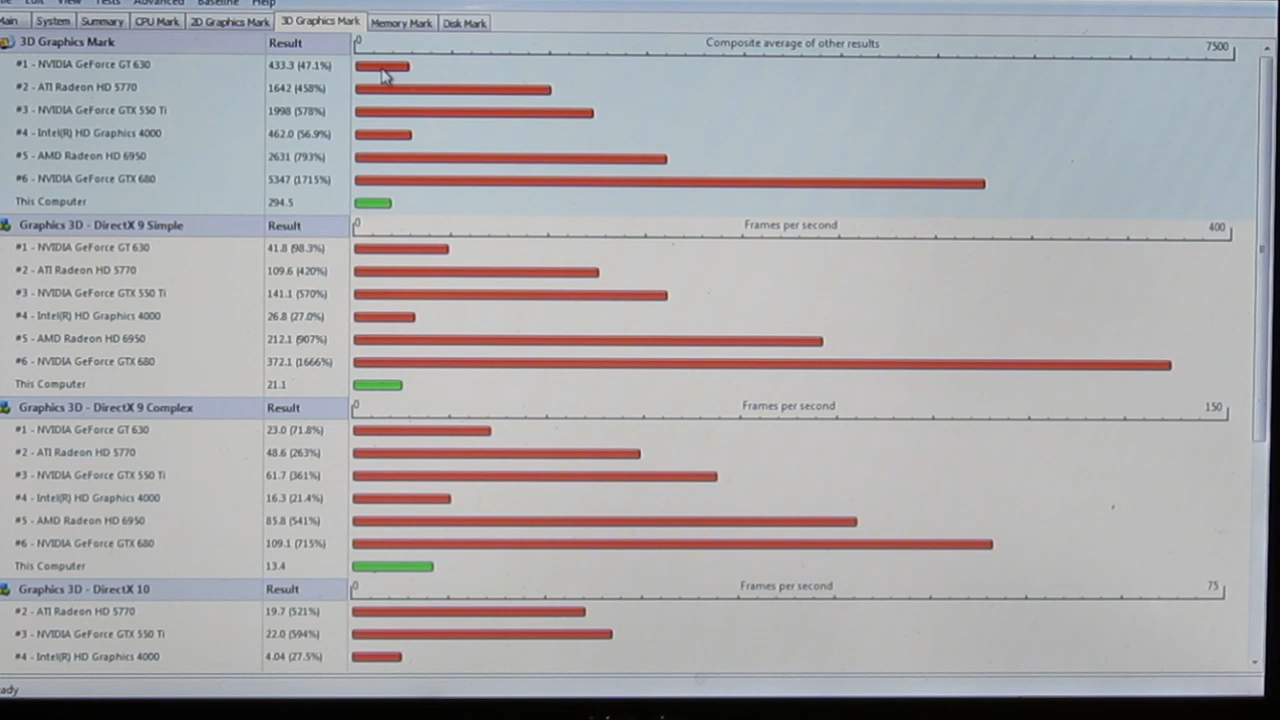 Edit View Tests Advanced Baseline Help
Main System Summary CPU Mark 2D Graphics Mark 3D Graphics Mark Memory Mark Disk Mark
3D Graphics Mark Result 0 Composite average of other results 7500
#1 - NVIDIA GeForce GT 630 433.3 (47.1%)
#2 - ATI Radeon HD 5770 1642 (458%)
#3 - NVIDIA GeForce GTX 550 Ti 1998 (578%)
#4 - Intel(R) HD Graphics 4000 462.0 (56.9%)
#5 - AMD Radeon HD 6950 2631 (793%)
#6 - NVIDIA GeForce GTX 680 5347 (1715%)
This Computer 294.5
Graphics 3D - DirectX 9 Simple Result 0 Frames per second 400
#1 - NVIDIA GeForce GT 630 41.8 (98.3%)
#2 - ATI Radeon HD 5770 109.6 (420%)
#3 - NVIDIA GeForce GTX 550 Ti 141.1 (570%)
#4 - Intel(R) HD Graphics 4000 26.8 (27.0%)
#5 - AMD Radeon HD 6950 212.1 (907%)
#6 - NVIDIA GeForce GTX 680 372.1 (1666%)
This Computer 21.1
Graphics 3D - DirectX 9 Complex Result 0 Frames per second 150
#1 - NVIDIA GeForce GT 630 23.0 (71.8%)
#2 - ATI Radeon HD 5770 48.6 (263%)
#3 - NVIDIA GeForce GTX 550 Ti 61.7 (361%)
#4 - Intel(R) HD Graphics 4000 16.3 (21.4%)
#5 - AMD Radeon HD 6950 85.8 (541%)
#6 - NVIDIA GeForce GTX 680 109.1 (715%)
This Computer 13.4
Graphics 3D - DirectX 10 Result 0 Frames per second 75
#2 - ATI Radeon HD 5770 19.7 (521%)
#3 - NVIDIA GeForce GTX 550 Ti 22.0 (594%)
#4 - Intel(R) HD Graphics 4000 4.04 (27.5%)
ady